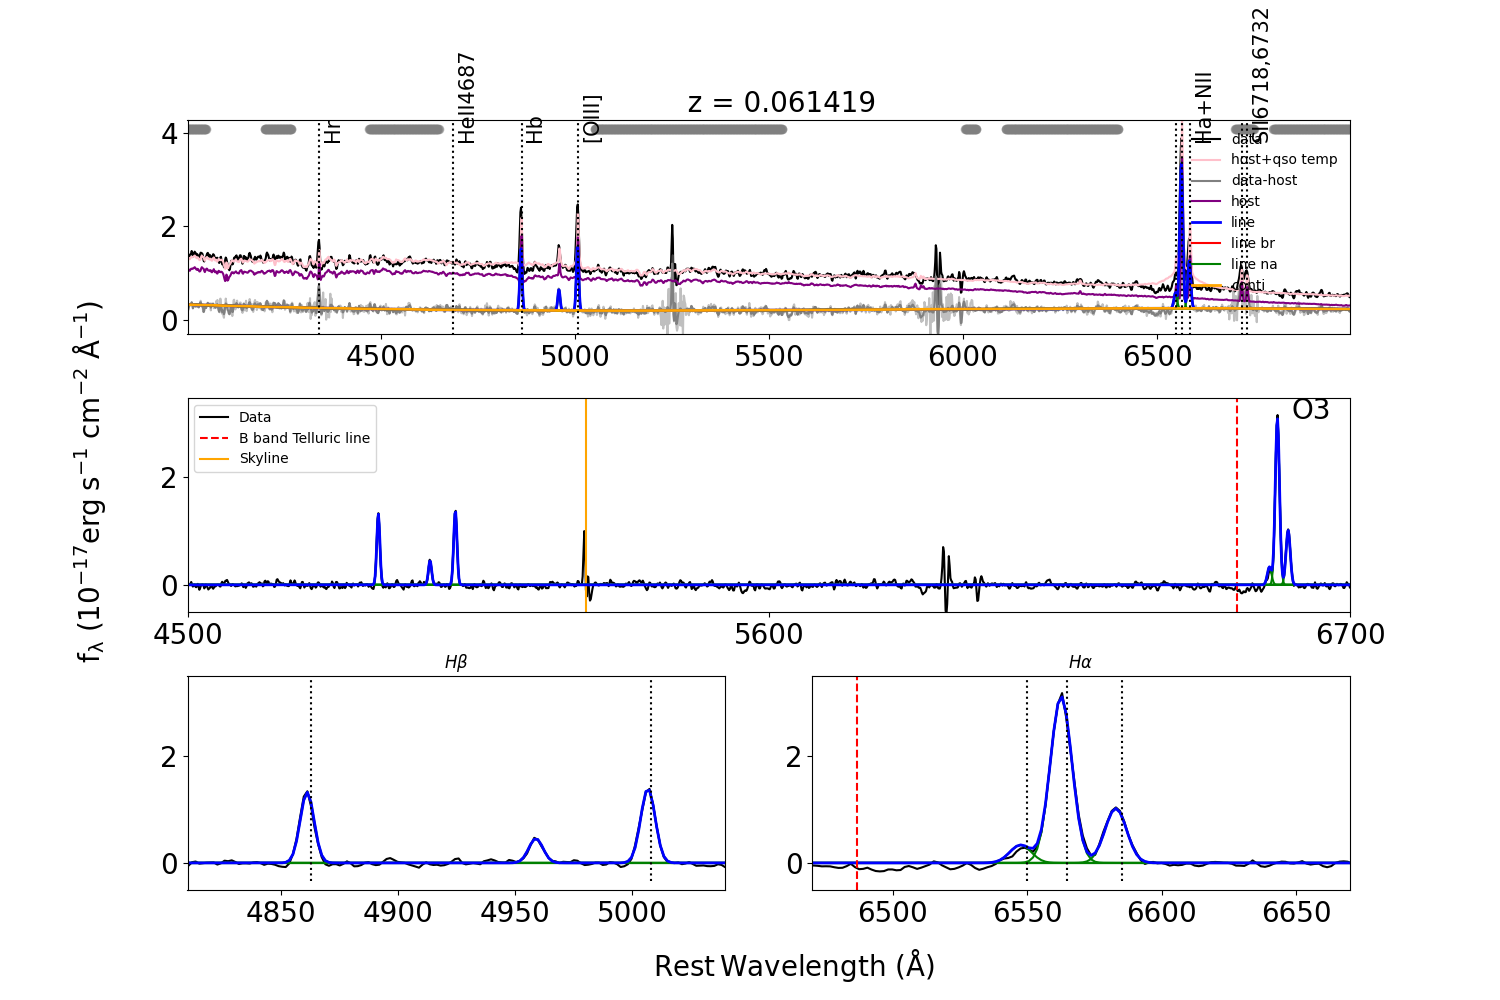 z = 0.061419
Hr
HeII4687
Hb
[OIII]
Ha+NII
SII6718,6732
data
host+qso temp
data-host
host
line
line br
line na
conti
4
2
0
4500 5000 5500 6000 6500
Data
B band Telluric line
Skyline
O3
2
0
4500 5600 6700
fλ (10⁻¹⁷erg s⁻¹ cm⁻² Å⁻¹)
Hβ
2
0
4850 4900 4950 5000
Hα
2
0
6500 6550 6600 6650
Rest Wavelength (Å)